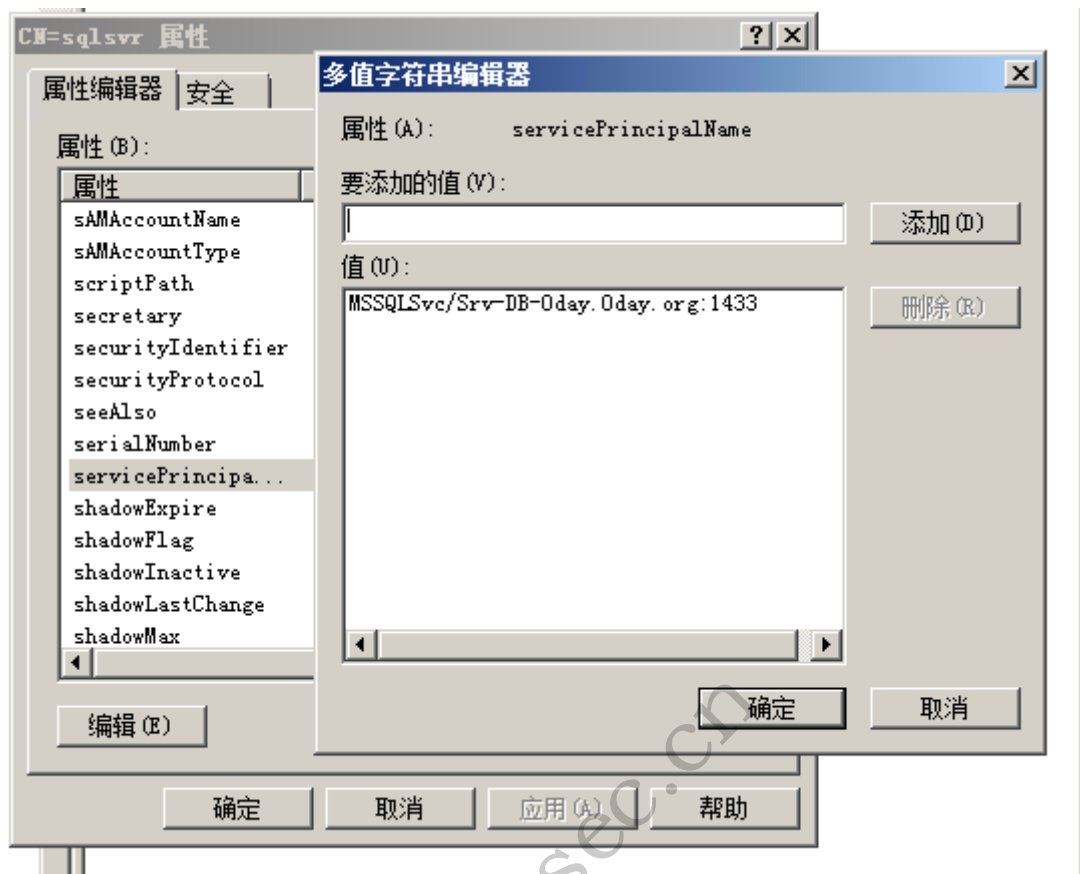 CN=sqlsvr 属性
属性编辑器
安全
属性(B):
属性
sAMAccountName
sAMAccountType
scriptPath
secretary
securityIdentifier
securityProtocol
seeAlso
serialNumber
servicePrincipa...
shadowExpire
shadowFlag
shadowInactive
shadowLastChange
shadowMax
编辑(E)
确定
取消
应用(A)
帮助
多值字符串编辑器
属性(A): servicePrincipalName
要添加的值(V):
添加(D)
值(U):
MSSQLSvc/Srv-DB-0day.0day.org:1433
删除(R)
确定
取消
sec.cn